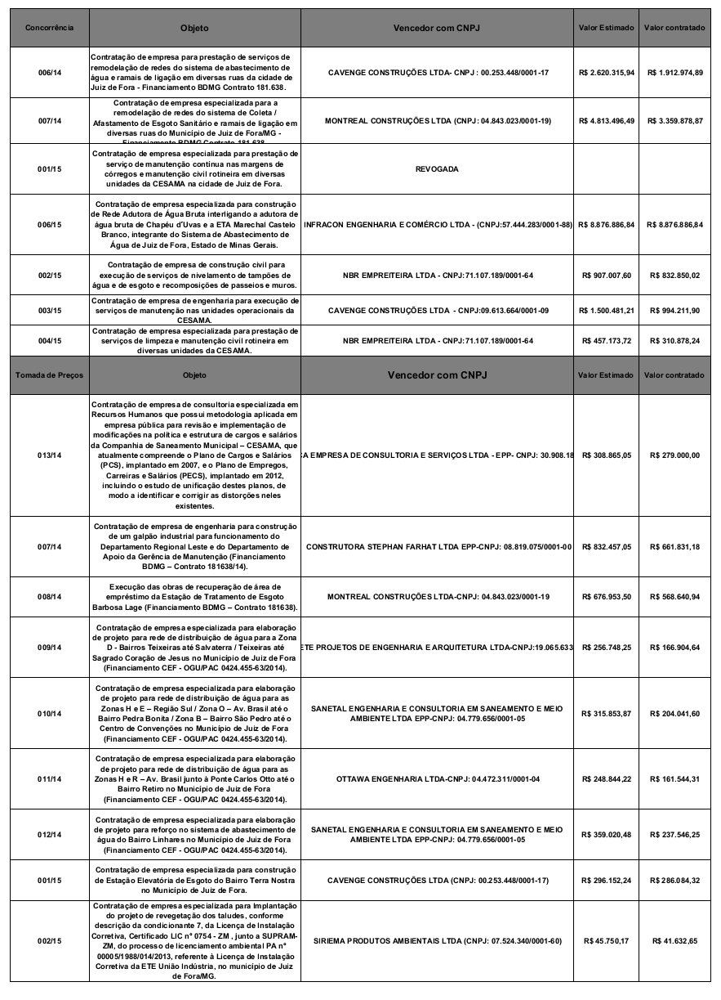 Concorrência Objeto Vencedor com CNPJ Valor Estimado Valor contratado
Contratação de empresa para prestação de serviços de
remodelação de redes do sistema de abastecimento de
006/14 água e ramais de ligação em diversas ruas da cidade de CAVENGE CONSTRUÇÕES LTDA- CNPJ : 00.253.448/0001-17 R$ 2.620.315,94 R$ 1.912.974,89
Juiz de Fora - Financiamento BDMG Contrato 181.638.
Contratação de empresa especializada para a
remodelação de redes do sistema de Coleta /
007/14 Afastamento de Esgoto Sanitário e ramais de ligação em MONTREAL CONSTRUÇÕES LTDA (CNPJ: 04.843.023/0001-19) R$ 4.813.496,49 R$ 3.359.878,87
diversas ruas do Município de Juiz de Fora/MG -
Financiamento BDMG Contrato 181.638
Contratação de empresa especializada para prestação de
serviço de manutenção contínua nas margens de
001/15 córregos e manutenção civil rotineira em diversas REVOGADA
unidades da CESAMA na cidade de Juiz de Fora.
Contratação de empresa especializada para construção
de Rede Adutora de Água Bruta interligando a adutora de
006/15 água bruta de Chapéu d´Uvas e a ETA Marechal Castelo INFRACON ENGENHARIA E COMÉRCIO LTDA - (CNPJ:57.444.283/0001-88) R$ 8.876.886,84 R$ 8.876.886,84
Branco, integrante do Sistema de Abastecimento de
Água de Juiz de Fora, Estado de Minas Gerais.
Contratação de empresa de construção civil para
002/15 execução de serviços de nivelamento de tampões de NBR EMPREITEIRA LTDA - CNPJ:71.107.189/0001-64 R$ 907.007,60 R$ 832.850,02
água e de esgoto e recomposições de passeios e muros.
Contratação de empresa de engenharia para execução de
003/15 serviços de manutenção nas unidades operacionais da CAVENGE CONSTRUÇÕES LTDA - CNPJ:09.613.664/0001-09 R$ 1.500.481,21 R$ 994.211,90
CESAMA.
Contratação de empresa especializada para prestação de
004/15 serviços de limpeza e manutenção civil rotineira em NBR EMPREITEIRA LTDA - CNPJ:71.107.189/0001-64 R$ 457.173,72 R$ 310.878,24
diversas unidades da CESAMA.
Tomada de Preços Objeto Vencedor com CNPJ Valor Estimado Valor contratado
Contratação de empresa de consultoria especializada em
Recursos Humanos que possui metodologia aplicada em
empresa pública para revisão e implementação de
modificações na política e estrutura de cargos e salários
da Companhia de Saneamento Municipal – CESAMA, que
013/14 atualmente compreende o Plano de Cargos e Salários CA EMPRESA DE CONSULTORIA E SERVIÇOS LTDA - EPP- CNPJ: 30.908.18 R$ 308.865,05 R$ 279.000,00
(PCS), implantado em 2007, e o Plano de Empregos,
Carreiras e Salários (PECS), implantado em 2012,
incluindo o estudo de unificação destes planos, de
modo a identificar e corrigir as distorções neles
existentes.
Contratação de empresa de engenharia para construção
de um galpão industrial para funcionamento do
007/14 Departamento Regional Leste e do Departamento de CONSTRUTORA STEPHAN FARHAT LTDA EPP-CNPJ: 08.819.075/0001-00 R$ 832.457,05 R$ 661.831,18
Apoio da Gerência de Manutenção (Financiamento
BDMG – Contrato 181638/14).
Execução das obras de recuperação de área de
008/14 empréstimo da Estação de Tratamento de Esgoto MONTREAL CONSTRUÇÕES LTDA-CNPJ: 04.843.023/0001-19 R$ 676.953,50 R$ 568.640,94
Barbosa Lage (Financiamento BDMG – Contrato 181638).
Contratação de empresa especializada para elaboração
de projeto para rede de distribuição de água para a Zona
009/14 D - Bairros Teixeiras até Salvaterra / Teixeiras até ETE PROJETOS DE ENGENHARIA E ARQUITETURA LTDA-CNPJ:19.065.633 R$ 256.748,25 R$ 166.904,64
Sagrado Coração de Jesus no Município de Juiz de Fora
(Financiamento CEF - OGU/PAC 0424.455-63/2014).
Contratação de empresa especializada para elaboração
de projeto para rede de distribuição de água para as
Zonas H e E – Região Sul / Zona O – Av. Brasil até o SANETAL ENGENHARIA E CONSULTORIA EM SANEAMENTO E MEIO
010/14 Bairro Pedra Bonita / Zona B – Bairro São Pedro até o AMBIENTE LTDA EPP-CNPJ: 04.779.656/0001-05 R$ 315.853,87 R$ 204.041,60
Centro de Convenções no Município de Juiz de Fora
(Financiamento CEF - OGU/PAC 0424.455-63/2014).
Contratação de empresa especializada para elaboração
de projeto para rede de distribuição de água para as
011/14 Zonas H e R – Av. Brasil junto à Ponte Carlos Otto até o OTTAWA ENGENHARIA LTDA-CNPJ: 04.472.311/0001-04 R$ 248.844,22 R$ 161.544,31
Bairro Retiro no Município de Juiz de Fora
(Financiamento CEF - OGU/PAC 0424.455-63/2014).
Contratação de empresa especializada para elaboração
de projeto para reforço no sistema de abastecimento de SANETAL ENGENHARIA E CONSULTORIA EM SANEAMENTO E MEIO
012/14 água do Bairro Linhares no Município de Juiz de Fora AMBIENTE LTDA EPP-CNPJ: 04.779.656/0001-05 R$ 359.020,48 R$ 237.546,25
(Financiamento CEF - OGU/PAC 0424.455-63/2014).
Contratação de empresa especializada para construção
001/15 de Estação Elevatória de Esgoto do Bairro Terra Nostra CAVENGE CONSTRUÇÕES LTDA (CNPJ: 00.253.448/0001-17) R$ 296.152,24 R$ 286.084,32
no Município de Juiz de Fora.
Contratação de empresa especializada para Implantação
do projeto de revegetação dos taludes, conforme
descrição da condicionante 7, da Licença de Instalação
Corretiva, Certificado LIC nº 0754 - ZM , junto a SUPRAM-
002/15 ZM, do processo de licenciamento ambiental PA nº SIRIEMA PRODUTOS AMBIENTAIS LTDA (CNPJ: 07.524.340/0001-60) R$ 45.750,17 R$ 41.632,65
00005/1988/014/2013, referente à Licença de Instalação
Corretiva da ETE União Indústria, no município de Juiz
de Fora/MG.